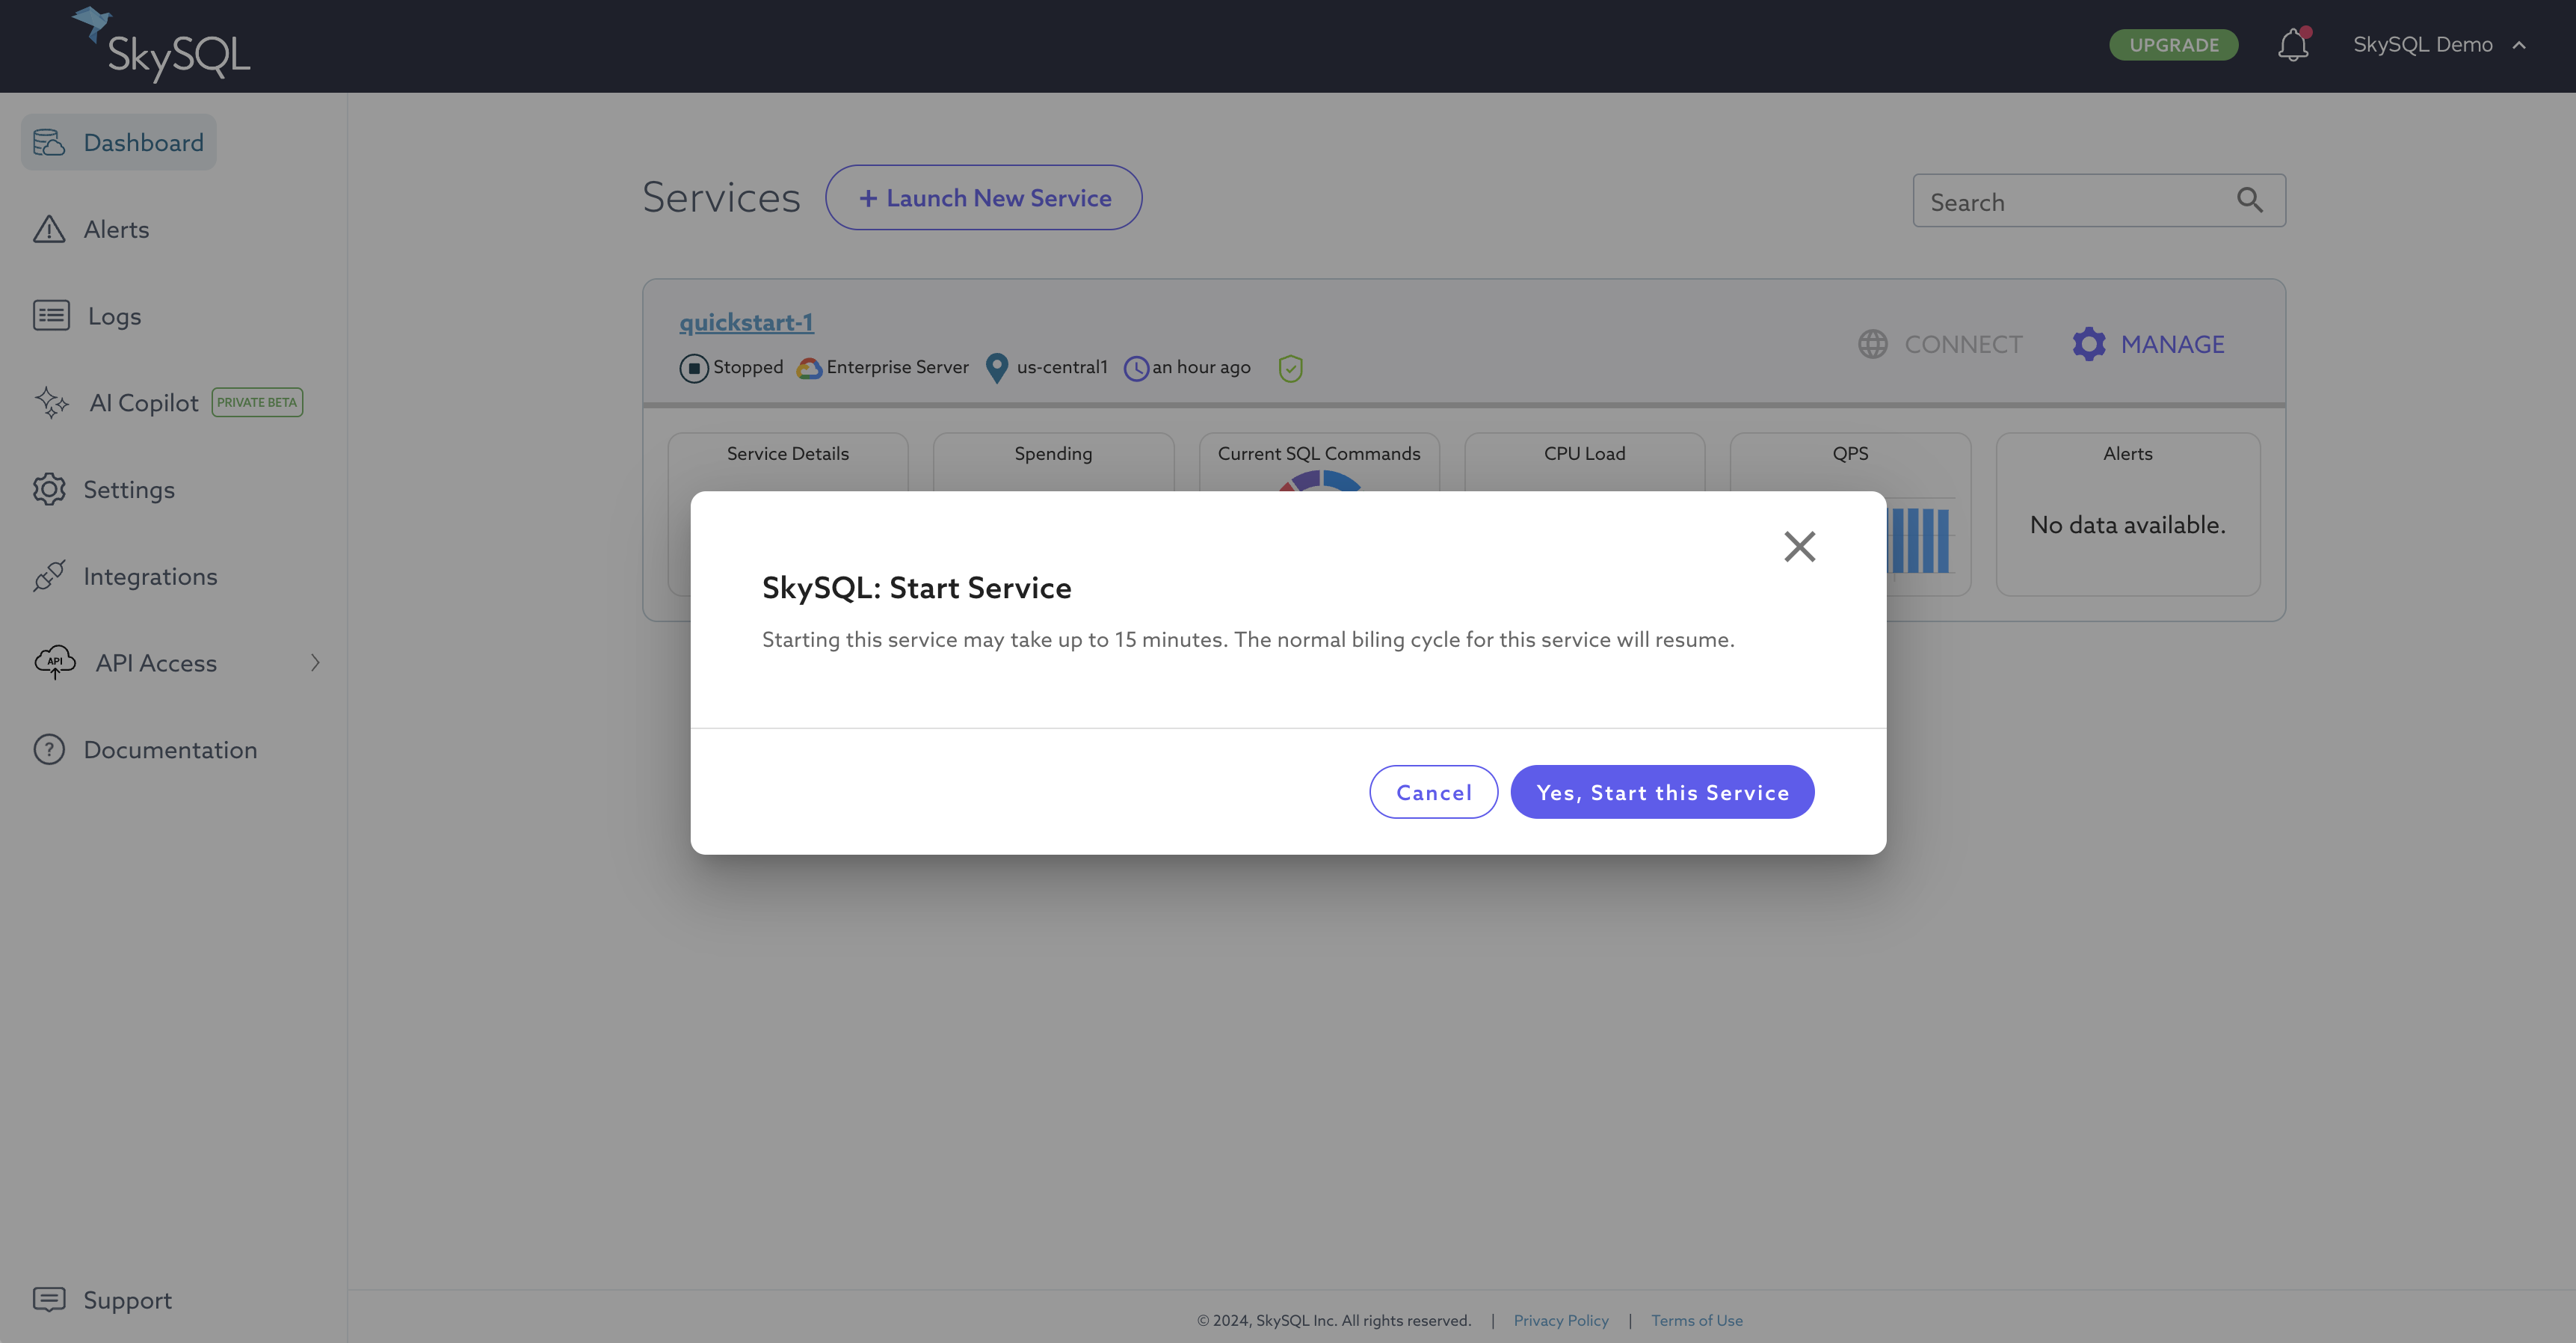 SkySQL
UPGRADE
SkySQL Demo
Dashboard
Alerts
Logs
AI Copilot PRIVATE BETA
Settings
Integrations
API API Access
Documentation
Support
Services
+ Launch New Service
Search
quickstart-1
Stopped Enterprise Server us-central1 an hour ago
CONNECT MANAGE
Service Details
Spending
Current SQL Commands
CPU Load
QPS
Alerts
No data available.
SkySQL: Start Service
Starting this service may take up to 15 minutes. The normal biling cycle for this service will resume.
Cancel
Yes, Start this Service
© 2024, SkySQL Inc. All rights reserved. | Privacy Policy | Terms of Use